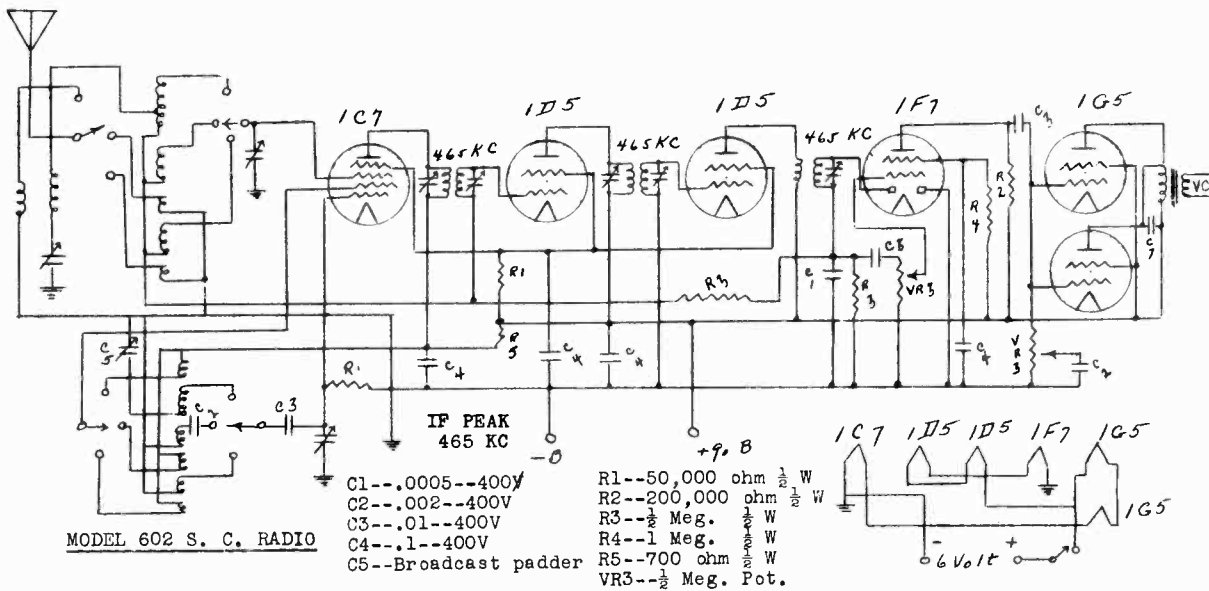 1C7
1D5
1D5
1F7
1G5
465 KC
465 KC
465 KC
C3
R2
R4
VC
C7
R1
R3
C8
C1
R3
VR3
C5
R5
C4
C4
C4
C4
VR3
C2
R1
C2
C3
IF PEAK
465 KC
-B
+90 B
C1--.0005--400V
C2--.002--400V
C3--.01--400V
C4--.1--400V
C5--Broadcast padder
R1--50,000 ohm ½ W
R2--200,000 ohm ½ W
R3--½ Meg. ½ W
R4--1 Meg. ½ W
R5--700 ohm ½ W
VR3--½ Meg. Pot.
MODEL 602 S. C. RADIO
1C7
1D5
1D5
1F7
1G5
1G5
- 6 Volt +